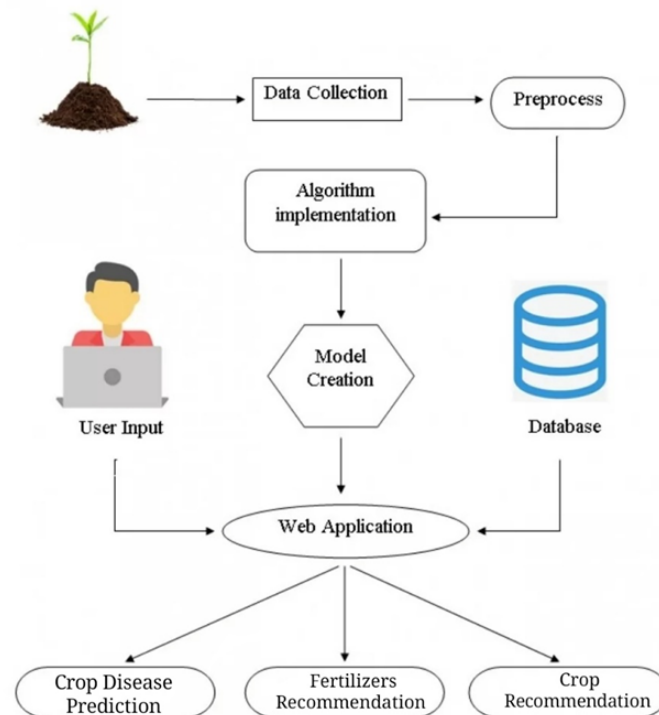 Data Collection
Preprocess
Algorithm
implementation
Model
Creation
User Input
Database
Web Application
Crop Disease
Prediction
Fertilizers
Recommendation
Crop
Recommendation